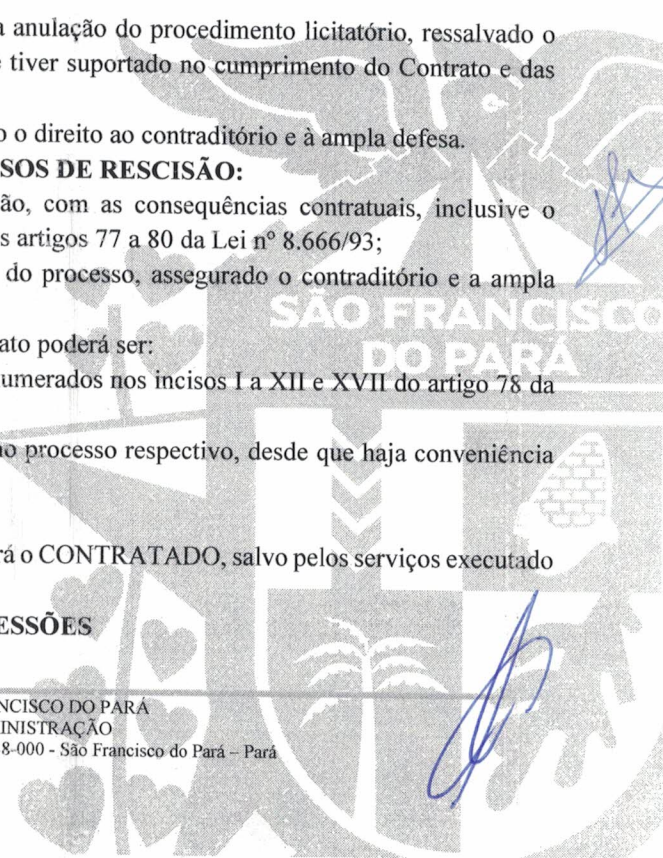 a anulação do procedimento licitatório, ressalvado o
tiver suportado no cumprimento do Contrato e das
o direito ao contraditório e à ampla defesa.
SOS DE RESCISÃO:
ão, com as consequências contratuais, inclusive o
s artigos 77 a 80 da Lei nº 8.666/93;
do processo, assegurado o contraditório e a ampla
SÃO FRANCISCO
DO PARÁ
ato poderá ser:
umerados nos incisos I a XII e XVII do artigo 78 da
no processo respectivo, desde que haja conveniência
rá o CONTRATADO, salvo pelos serviços executado
ESSÕES
NCISCO DO PARÁ
INISTRAÇÃO
8-000 - São Francisco do Pará – Pará